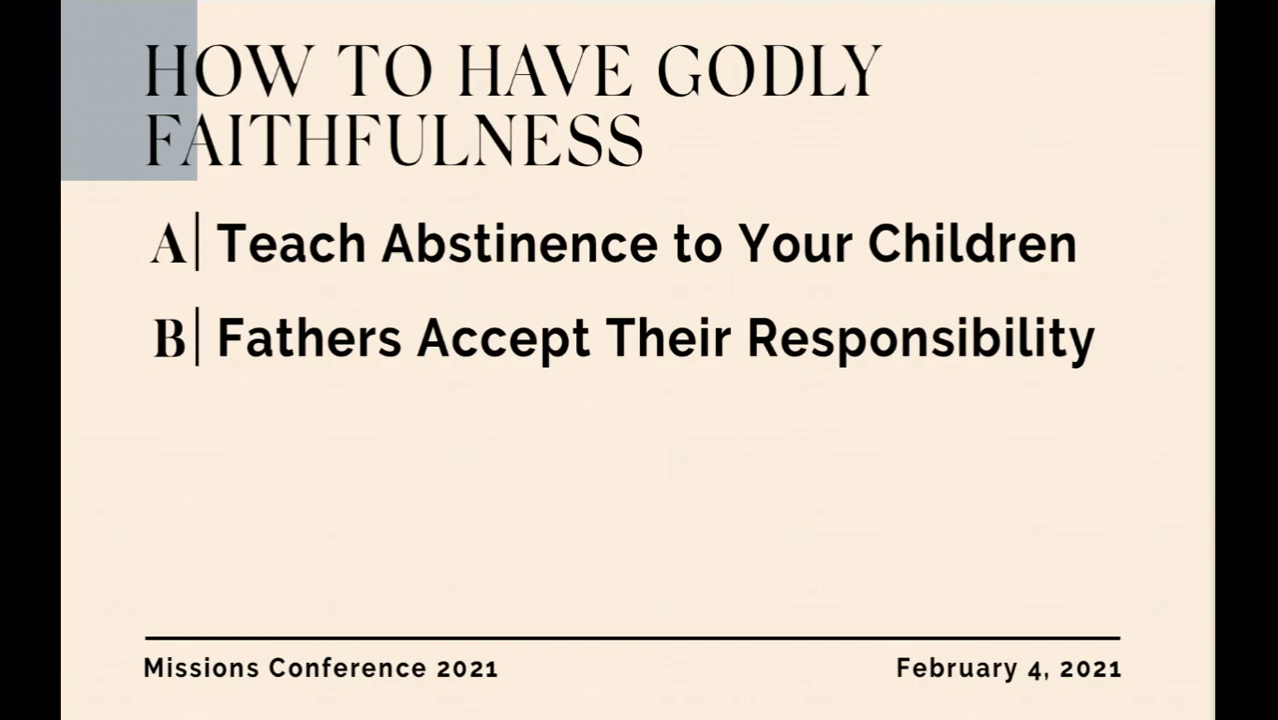 HOW TO HAVE GODLY
FAITHFULNESS
A| Teach Abstinence to Your Children
B| Fathers Accept Their Responsibility
Missions Conference 2021
February 4, 2021